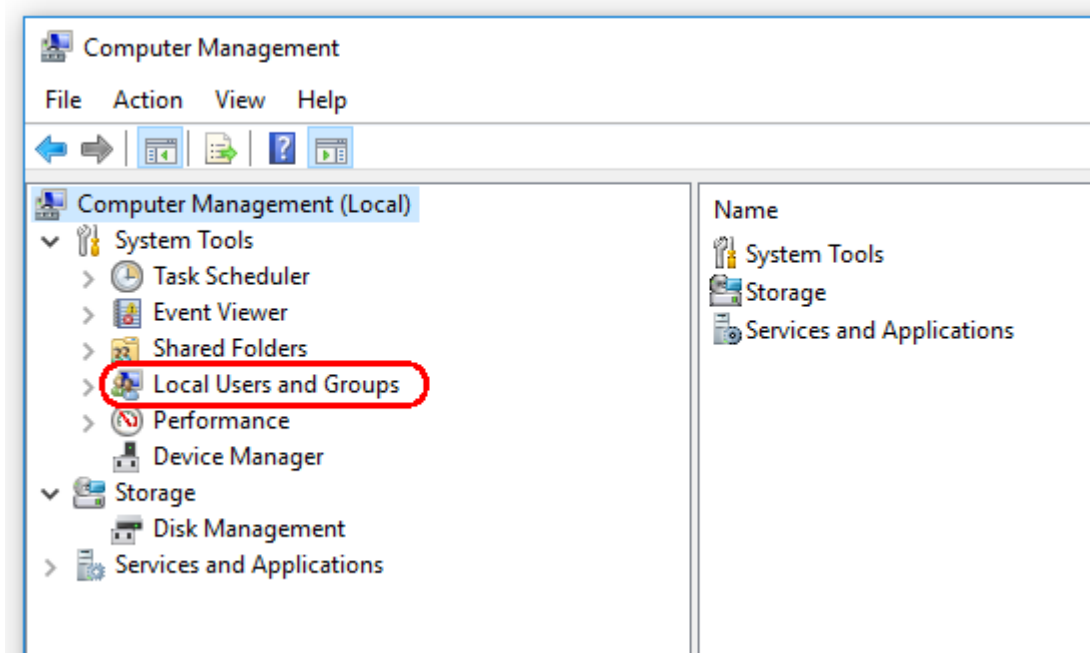 Computer Management
File Action View Help
Computer Management (Local)
System Tools
Task Scheduler
Event Viewer
Shared Folders
Local Users and Groups
Performance
Device Manager
Storage
Disk Management
Services and Applications
Name
System Tools
Storage
Services and Applications